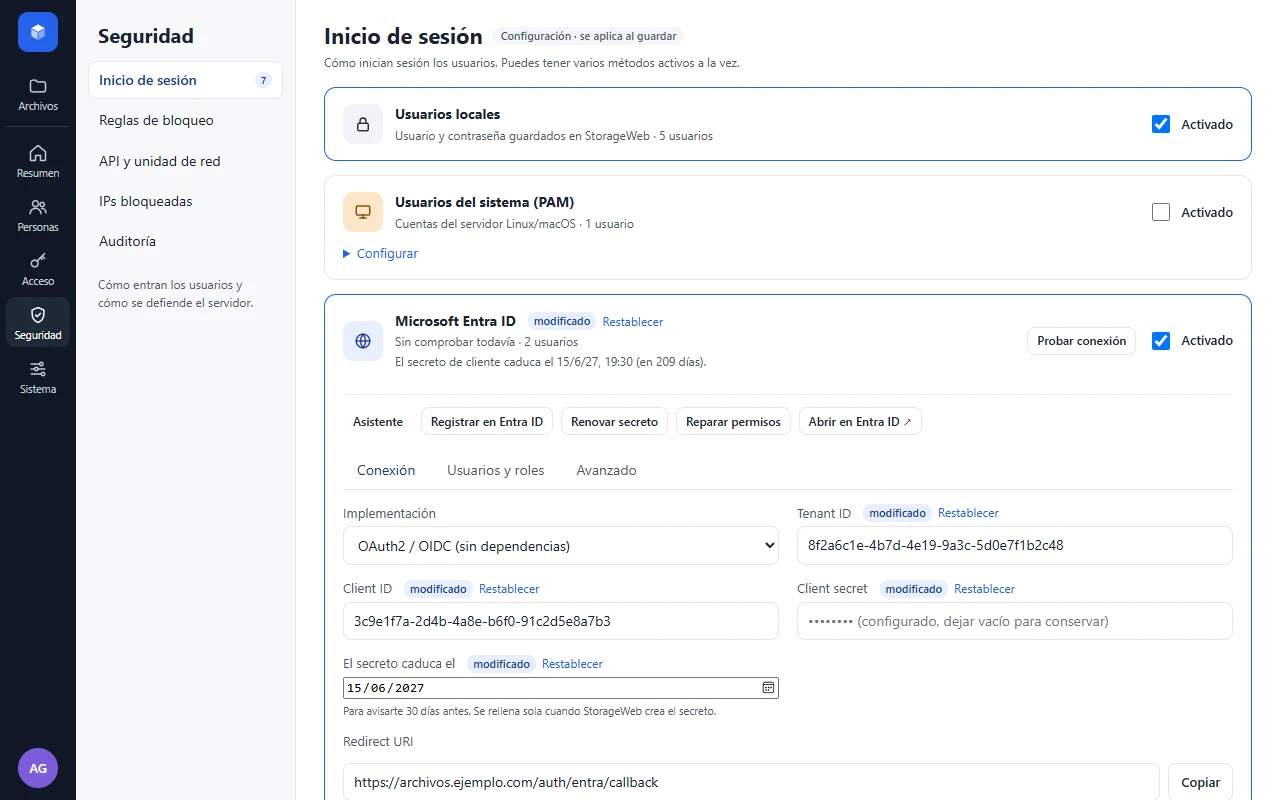 Archivos
Resumen
Personas
Acceso
Seguridad
Sistema
AG
Seguridad
Inicio de sesión 7
Reglas de bloqueo
API y unidad de red
IPs bloqueadas
Auditoría
Cómo entran los usuarios y
cómo se defiende el servidor.
Inicio de sesión Configuración · se aplica al guardar
Cómo inician sesión los usuarios. Puedes tener varios métodos activos a la vez.
Usuarios locales
Usuario y contraseña guardados en StorageWeb · 5 usuarios
Activado
Usuarios del sistema (PAM)
Cuentas del servidor Linux/macOS · 1 usuario
Activado
Configurar
Microsoft Entra ID modificado Restablecer
Sin comprobar todavía · 2 usuarios
El secreto de cliente caduca el 15/6/27, 19:30 (en 209 días).
Probar conexión Activado
Asistente Registrar en Entra ID Renovar secreto Reparar permisos Abrir en Entra ID ↗
Conexión Usuarios y roles Avanzado
Implementación
OAuth2 / OIDC (sin dependencias)
Tenant ID modificado Restablecer
8f2a6c1e-4b7d-4e19-9a3c-5d0e7f1b2c48
Client ID modificado Restablecer
3c9e1f7a-2d4b-4a8e-b6f0-91c2d5e8a7b3
Client secret modificado Restablecer
•••••••• (configurado, dejar vacío para conservar)
El secreto caduca el modificado Restablecer
15/06/2027
Para avisarte 30 días antes. Se rellena sola cuando StorageWeb crea el secreto.
Redirect URI
https://archivos.ejemplo.com/auth/entra/callback
Copiar